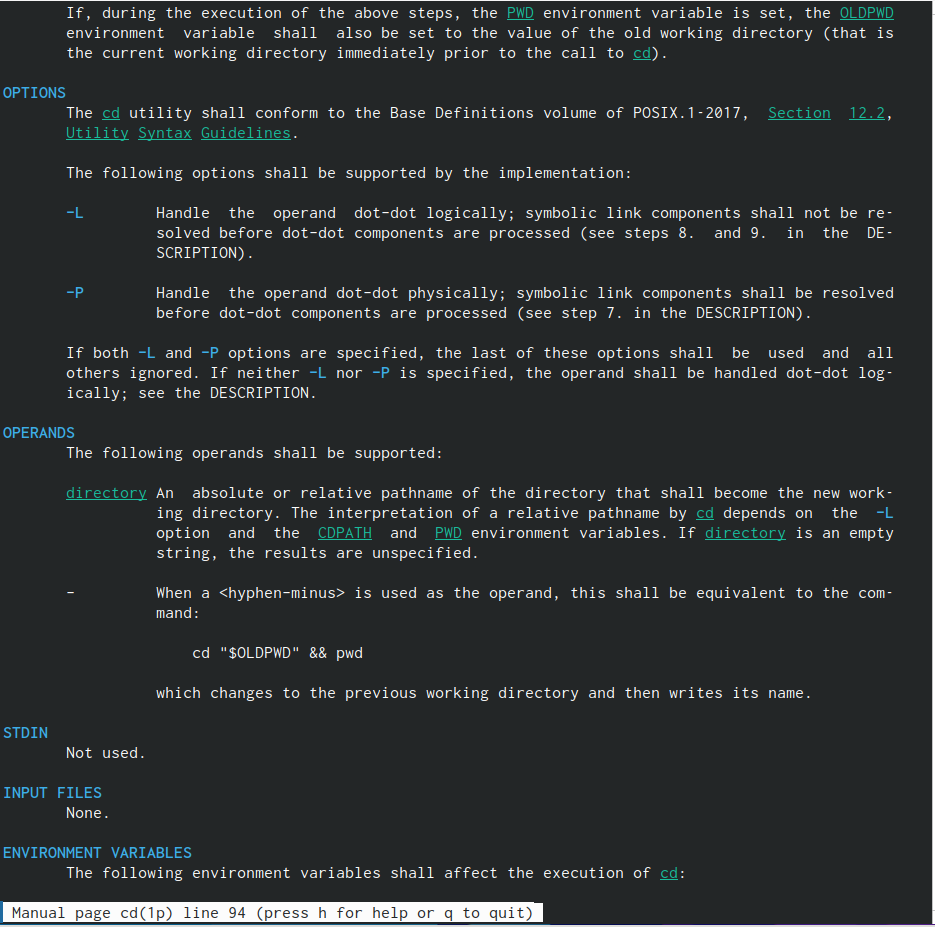 If, during the execution of the above steps, the PWD environment variable is set, the OLDPWD
environment variable shall also be set to the value of the old working directory (that is
the current working directory immediately prior to the call to cd).
OPTIONS
The cd utility shall conform to the Base Definitions volume of POSIX.1‐2017, Section 12.2,
Utility Syntax Guidelines.
The following options shall be supported by the implementation:
-L Handle the operand dot-dot logically; symbolic link components shall not be re‐
solved before dot-dot components are processed (see steps 8. and 9. in the DE‐
SCRIPTION).
-P Handle the operand dot-dot physically; symbolic link components shall be resolved
before dot-dot components are processed (see step 7. in the DESCRIPTION).
If both -L and -P options are specified, the last of these options shall be used and all
others ignored. If neither -L nor -P is specified, the operand shall be handled dot-dot log‐
ically; see the DESCRIPTION.
OPERANDS
The following operands shall be supported:
directory An absolute or relative pathname of the directory that shall become the new work‐
ing directory. The interpretation of a relative pathname by cd depends on the -L
option and the CDPATH and PWD environment variables. If directory is an empty
string, the results are unspecified.
- When a <hyphen-minus> is used as the operand, this shall be equivalent to the com‐
mand:
cd "$OLDPWD" && pwd
which changes to the previous working directory and then writes its name.
STDIN
Not used.
INPUT FILES
None.
ENVIRONMENT VARIABLES
The following environment variables shall affect the execution of cd:
Manual page cd(1p) line 94 (press h for help or q to quit)